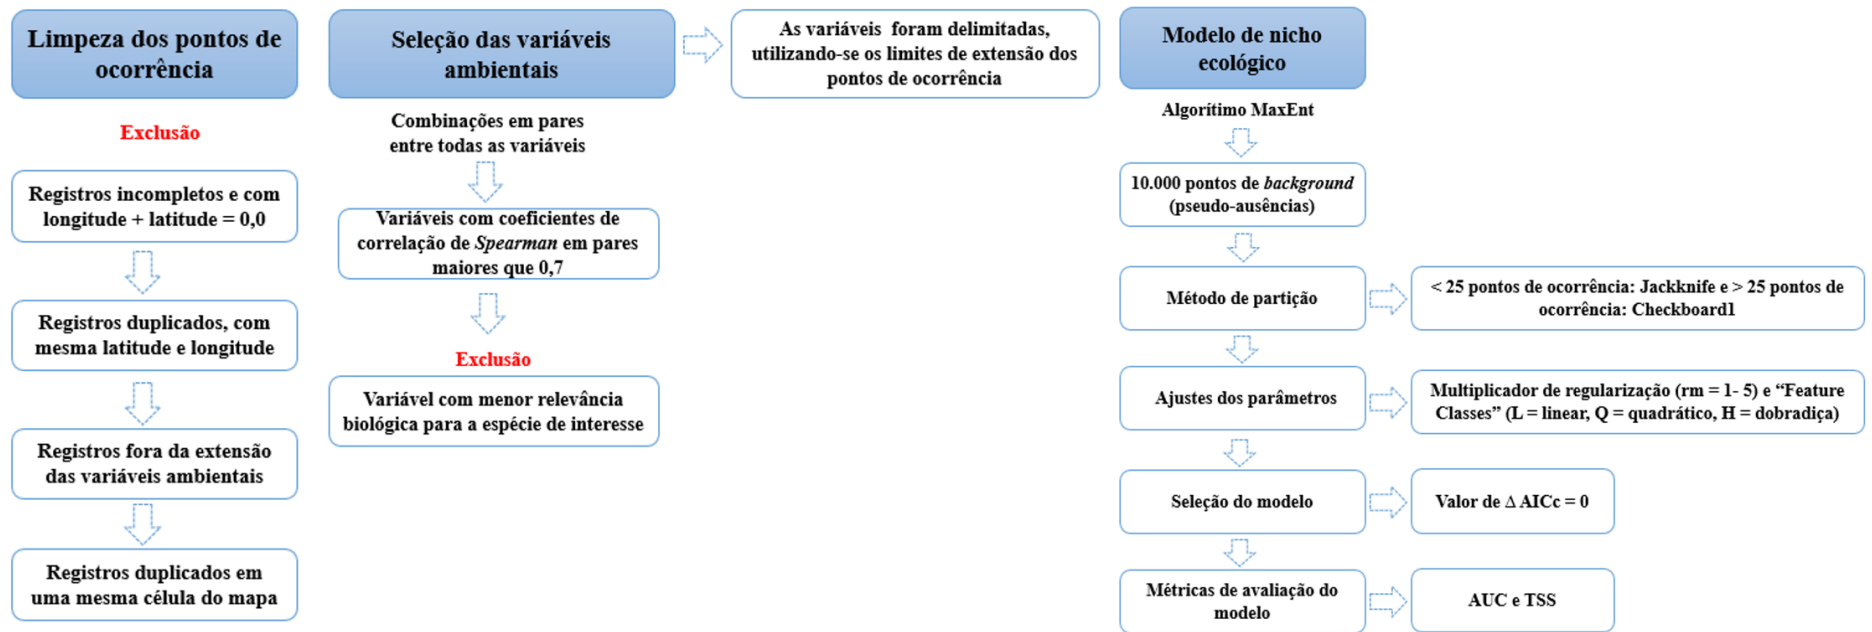 Limpeza dos pontos de
ocorrência
Exclusão
Registros incompletos e com
longitude + latitude = 0,0
Registros duplicados, com
mesma latitude e longitude
Registros fora da extensão
das variáveis ambientais
Registros duplicados em
uma mesma célula do mapa
Seleção das variáveis
ambientais
Combinações em pares
entre todas as variáveis
Variáveis com coeficientes de
correlação de Spearman em pares
maiores que 0,7
Exclusão
Variável com menor relevância
biológica para a espécie de interesse
As variáveis foram delimitadas,
utilizando-se os limites de extensão dos
pontos de ocorrência
Modelo de nicho
ecológico
Algorítimo MaxEnt
10.000 pontos de background
(pseudo-ausências)
Método de partição
< 25 pontos de ocorrência: Jackknife e > 25 pontos de
ocorrência: Checkboard1
Ajustes dos parâmetros
Multiplicador de regularização (rm = 1- 5) e “Feature
Classes” (L = linear, Q = quadrático, H = dobradiça)
Seleção do modelo
Valor de Δ AICc = 0
Métricas de avaliação do
modelo
AUC e TSS